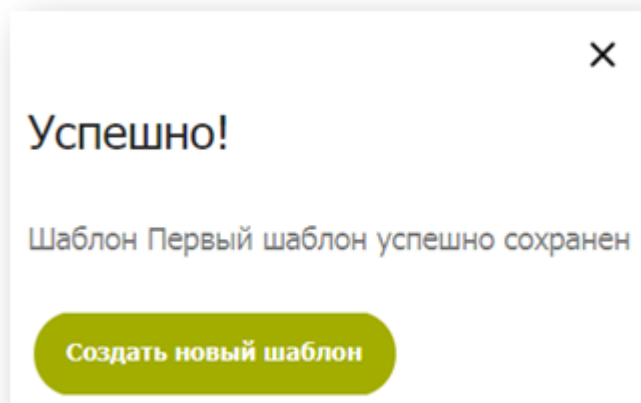 Успешно!
Шаблон Первый шаблон успешно сохранен
Создать новый шаблон